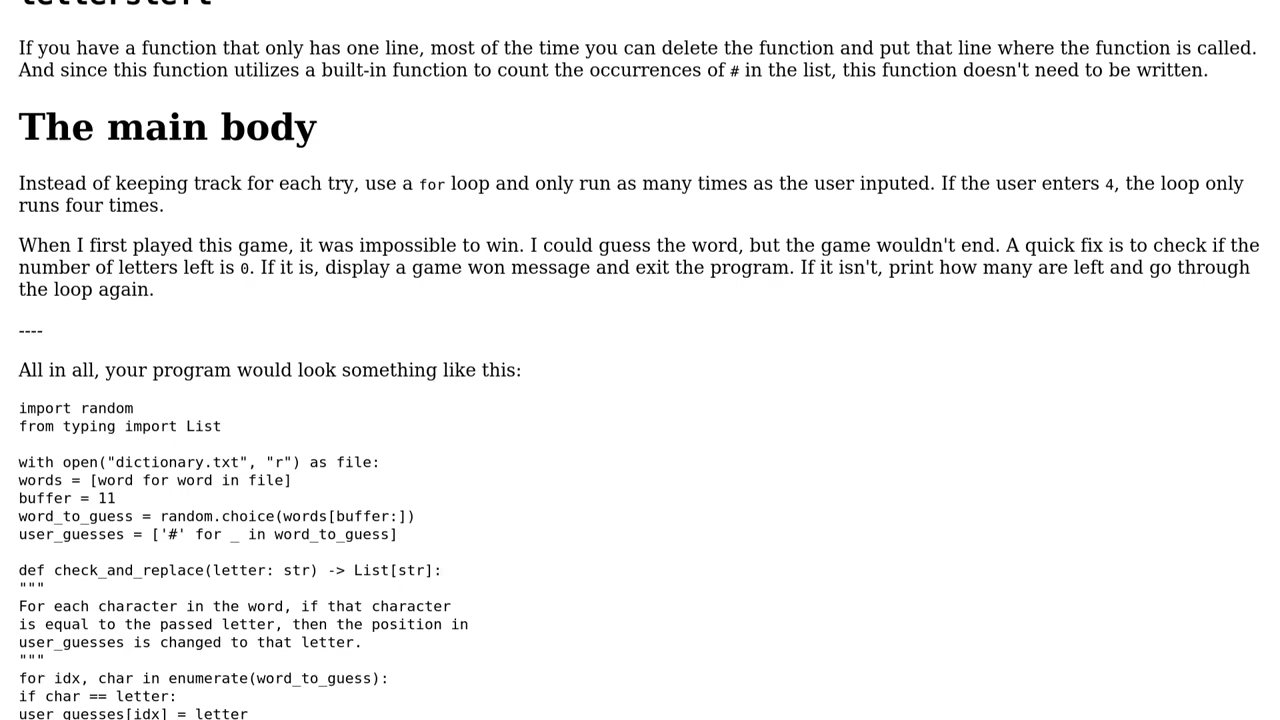 lettersleft
If you have a function that only has one line, most of the time you can delete the function and put that line where the function is called.
And since this function utilizes a built-in function to count the occurrences of # in the list, this function doesn't need to be written.
The main body
Instead of keeping track for each try, use a for loop and only run as many times as the user inputed. If the user enters 4, the loop only
runs four times.
When I first played this game, it was impossible to win. I could guess the word, but the game wouldn't end. A quick fix is to check if the
number of letters left is 0. If it is, display a game won message and exit the program. If it isn't, print how many are left and go through
the loop again.
----
All in all, your program would look something like this:
import random
from typing import List
with open("dictionary.txt", "r") as file:
words = [word for word in file]
buffer = 11
word_to_guess = random.choice(words[buffer:])
user_guesses = ['#' for _ in word_to_guess]
def check_and_replace(letter: str) -> List[str]:
"""
For each character in the word, if that character
is equal to the passed letter, then the position in
user_guesses is changed to that letter.
"""
for idx, char in enumerate(word_to_guess):
if char == letter:
user_guesses[idx] = letter